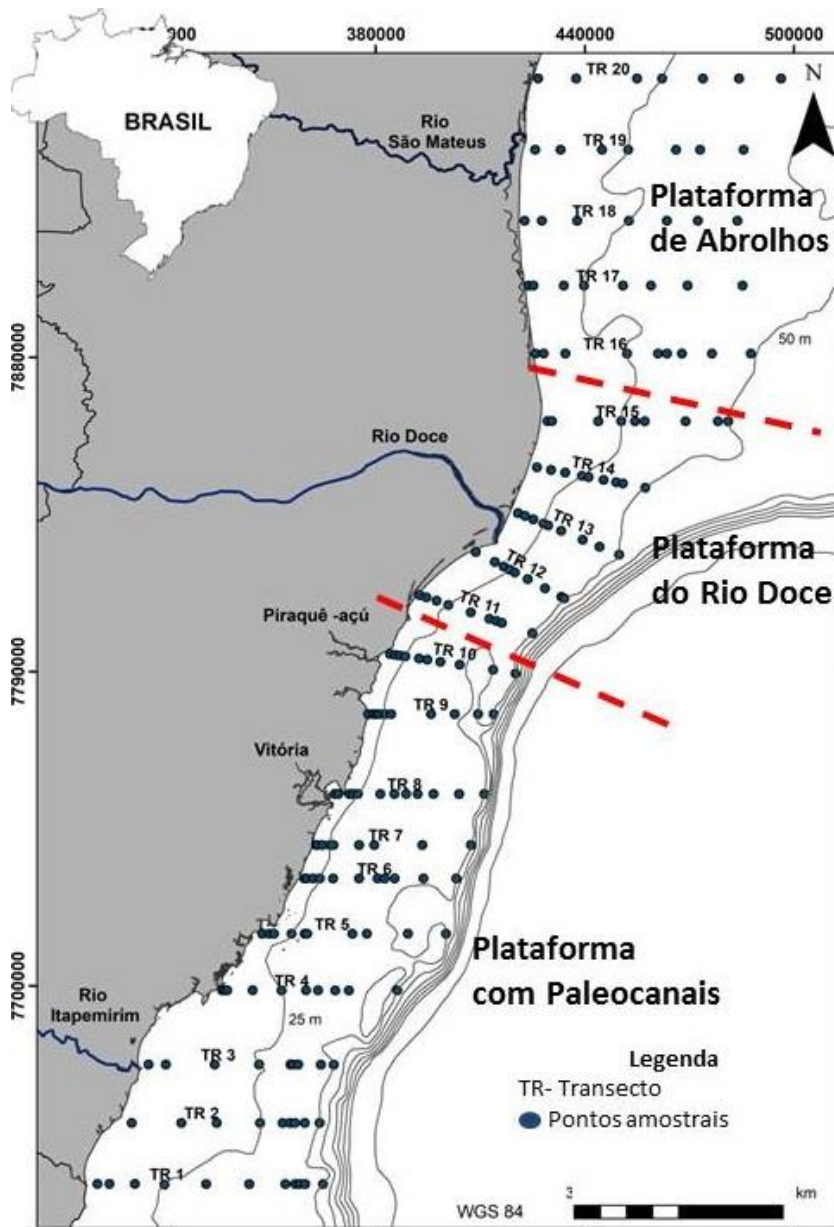 380000
440000
500000
TR 20
N
BRASIL
Rio
São Mateus
TR 19
Plataforma
de Abrolhos
TR 18
TR 17
TR 16
50 m
7880000
TR 15
Rio Doce
TR 14
TR 13
Plataforma
do Rio Doce
TR 12
TR 11
Piraquê -açú
TR 10
7790000
TR 9
Vitória
TR 8
TR 7
TR 6
TR 5
Plataforma
com Paleocanais
TR 4
7700000
Rio
Itapemirim
25 m
TR 3
Legenda
TR- Transecto
Pontos amostrais
TR 2
TR 1
3
km
WGS 84